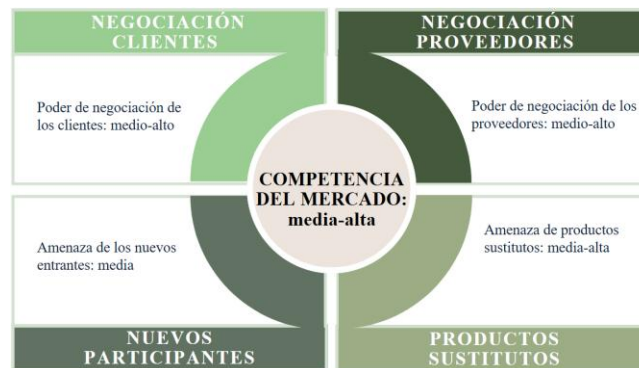 NEGOCIACIÓN
CLIENTES
NEGOCIACIÓN
PROVEEDORES
Poder de negociación de
los clientes: medio-alto
Poder de negociación de los
proveedores: medio-alto
COMPETENCIA
DEL MERCADO:
media-alta
Amenaza de los nuevos
entrantes: media
Amenaza de productos
sustitutos: media-alta
NUEVOS
PARTICIPANTES
PRODUCTOS
SUSTITUTOS